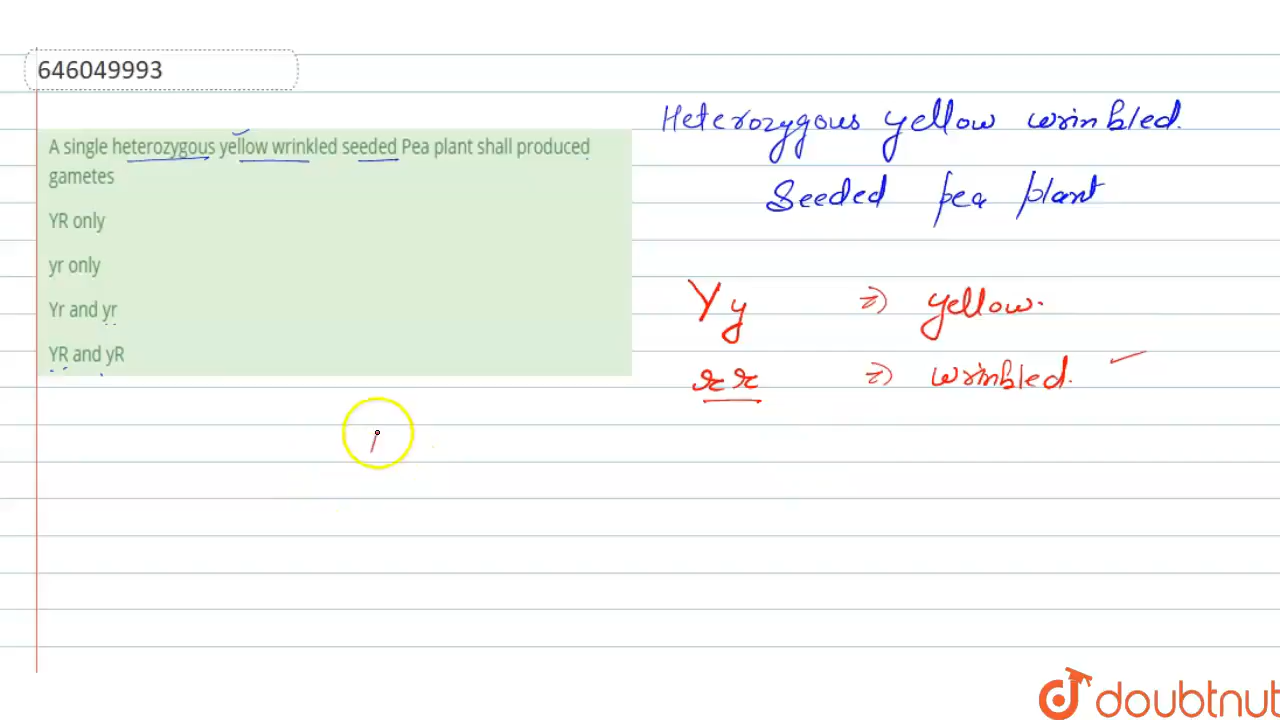 646049993
A single heterozygous yellow wrinkled seeded Pea plant shall produced
gametes
YR only
yr only
Yr and yr
YR and yR
Heterozygous yellow wrinkled.
Seeded pea plant
Yy ⇒ yellow.
rr ⇒ wrinkled.
doubtnut